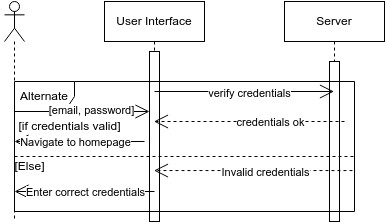 User Interface
Server
Alternate
verify credentials
[email, password]
[if credentials valid]
credentials ok
Navigate to homepage
[Else]
Invalid credentials
Enter correct credentials